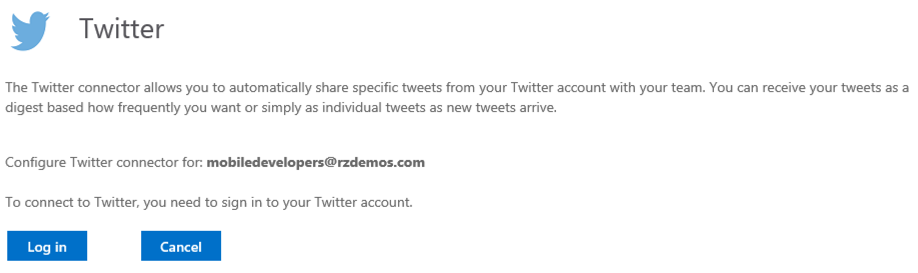 Twitter
The Twitter connector allows you to automatically share specific tweets from your Twitter account with your team. You can receive your tweets as a
digest based how frequently you want or simply as individual tweets as new tweets arrive.
Configure Twitter connector for: mobiledevelopers@rzdemos.com
To connect to Twitter, you need to sign in to your Twitter account.
Log in Cancel